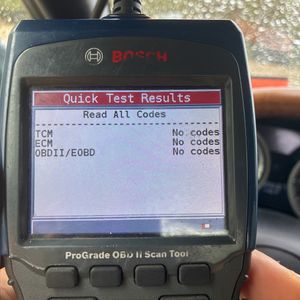 BOSCH
Quick Test Results
Read All Codes
TCM No codes
ECM No codes
OBDII/EOBD No codes
ProGrade OBD II Scan Tool